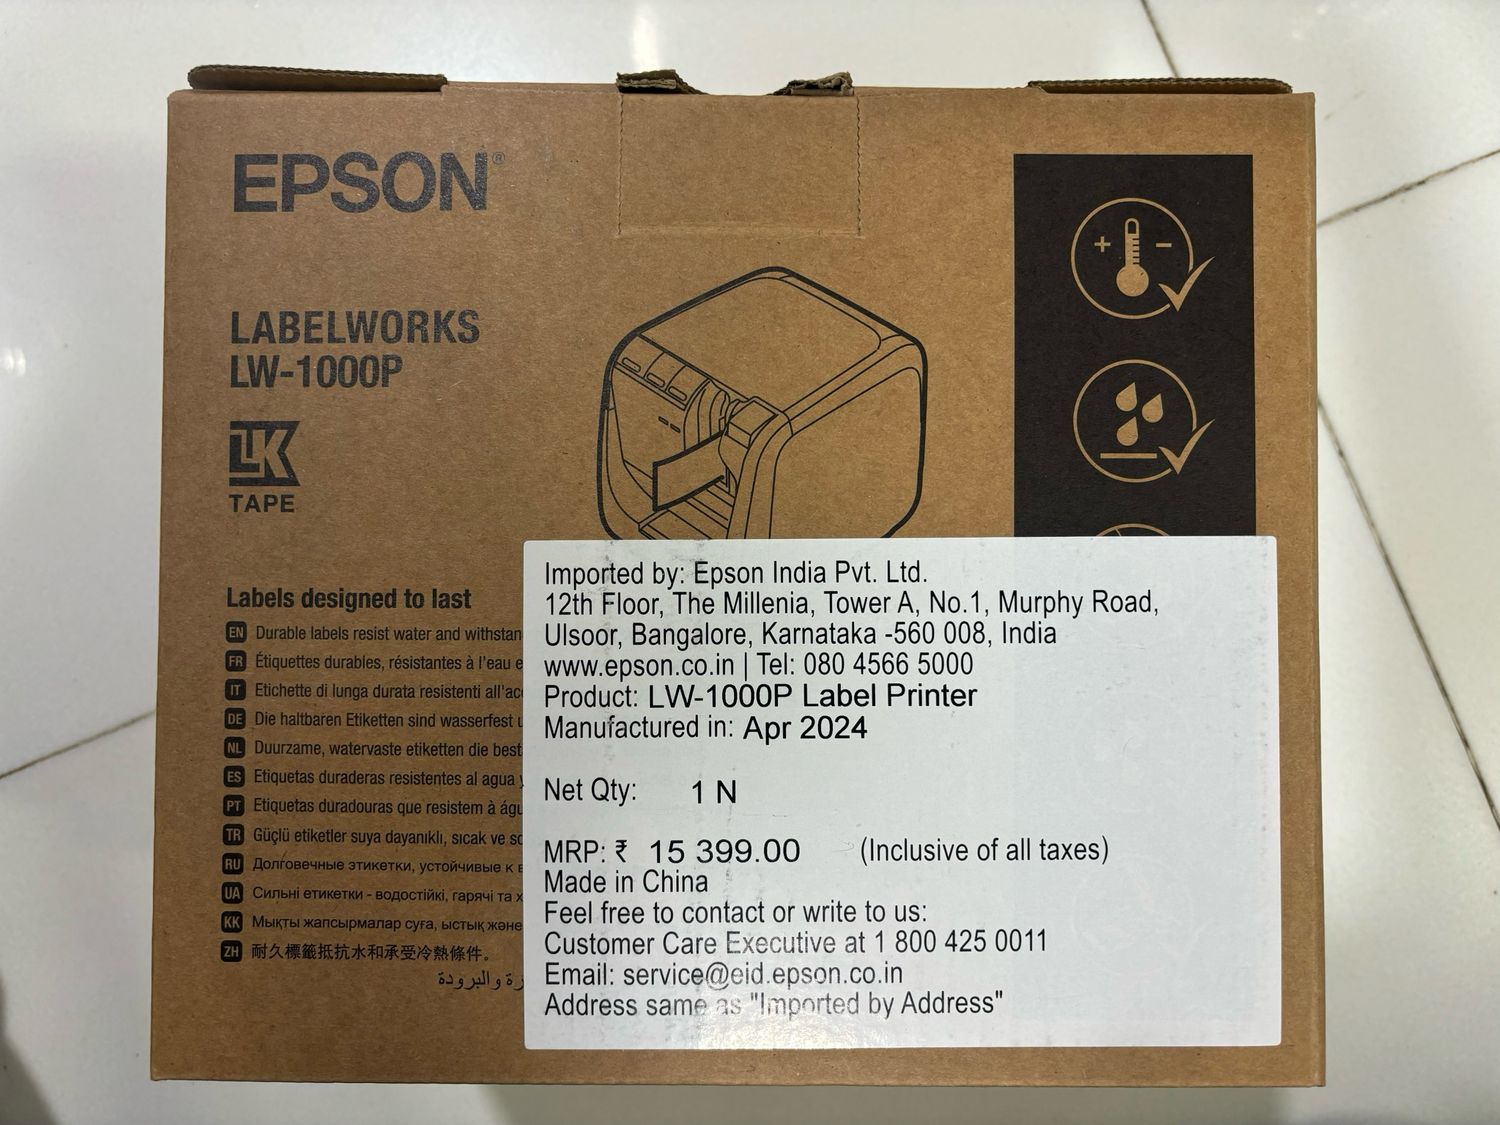 EPSON®
LABELWORKS
LW-1000P
LK
TAPE
Labels designed to last
EN Durable labels resist water and withstan
FR Étiquettes durables, résistantes à l'eau e
IT Etichette di lunga durata resistenti all'ac
DE Die haltbaren Etiketten sind wasserfest u
NL Duurzame, watervaste etiketten die best
ES Etiquetas duraderas resistentes al agua y
PT Etiquetas duradouras que resistem à águ
TR Güçlü etiketler suya dayanıklı, sıcak ve so
RU Долговечные этикетки, устойчивые к в
UA Сильні етикетки - водостійкі, гарячі та х
KK Мықты жапсырмалар суға, ыстық және
ZH 耐久標籤抵抗水和承受冷熱條件。
رة والبرودة
Imported by: Epson India Pvt. Ltd.
12th Floor, The Millenia, Tower A, No.1, Murphy Road,
Ulsoor, Bangalore, Karnataka -560 008, India
www.epson.co.in | Tel: 080 4566 5000
Product: LW-1000P Label Printer
Manufactured in: Apr 2024
Net Qty: 1 N
MRP: ₹ 15 399.00 (Inclusive of all taxes)
Made in China
Feel free to contact or write to us:
Customer Care Executive at 1 800 425 0011
Email: service@eid.epson.co.in
Address same as "Imported by Address"